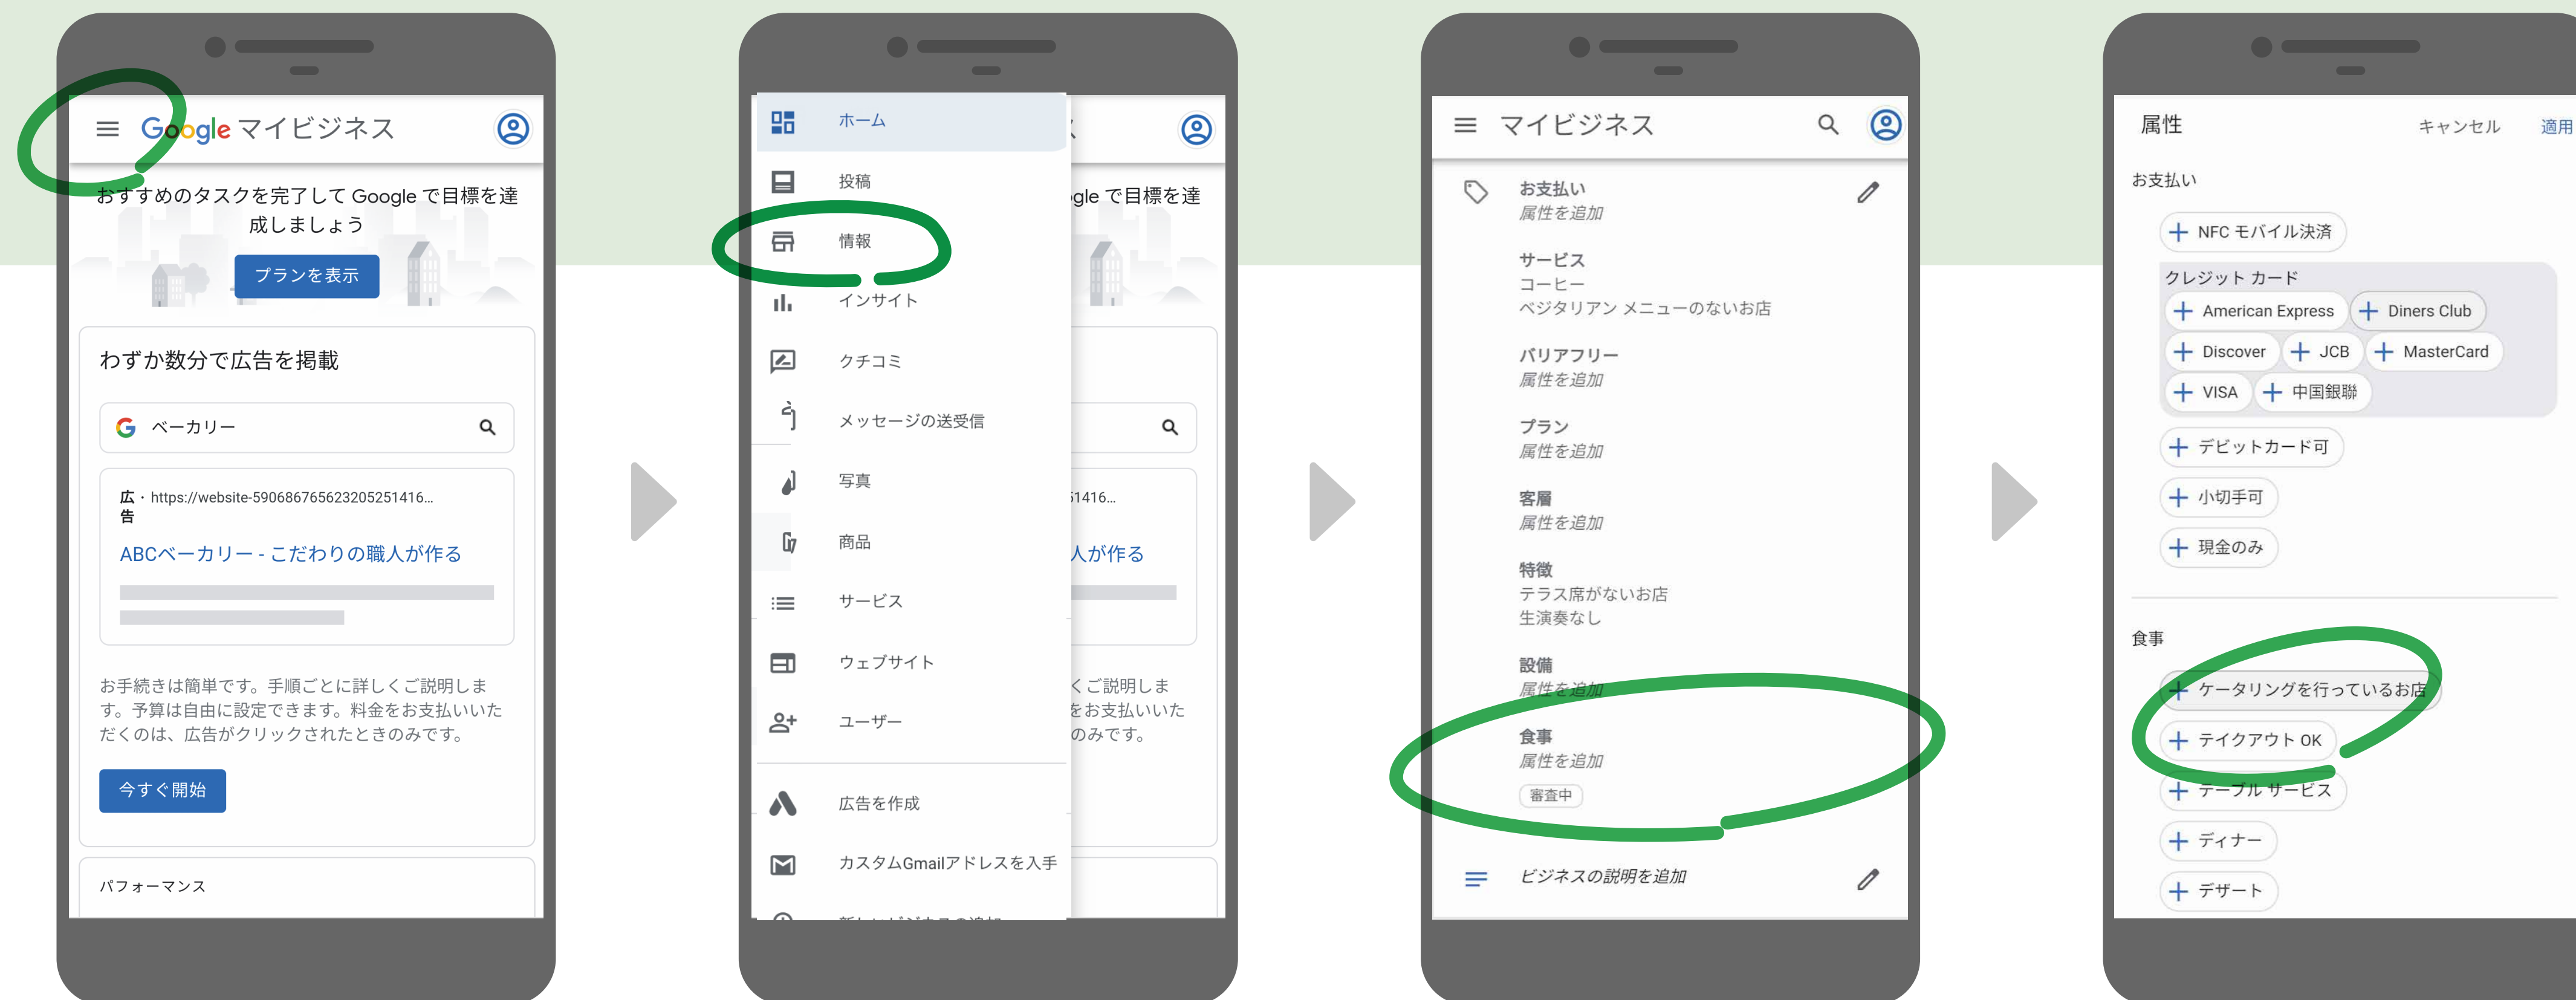 Google マイビジネス
おすすめのタスクを完了して Google で目標を達
成しましょう
プランを表示
わずか数分で広告を掲載
ベーカリー
広告 · https://website-590686765623205251416...
ABCベーカリー - こだわりの職人が作る
お手続きは簡単です。手順ごとに詳しくご説明しま
す。予算は自由に設定できます。料金をお支払いいた
だくのは、広告がクリックされたときのみです。
今すぐ開始
パフォーマンス
ホーム
投稿
情報
インサイト
クチコミ
メッセージの送受信
写真
商品
サービス
ウェブサイト
ユーザー
広告を作成
カスタムGmailアドレスを入手
gle で目標を達
51416...
人が作る
くご説明しま
をお支払いいた
のみです。
マイビジネス
お支払い
属性を追加
サービス
コーヒー
ベジタリアン メニューのないお店
バリアフリー
属性を追加
プラン
属性を追加
客層
属性を追加
特徴
テラス席がないお店
生演奏なし
設備
属性を追加
食事
属性を追加
審査中
ビジネスの説明を追加
属性 キャンセル 適用
お支払い
+ NFC モバイル決済
クレジット カード
+ American Express + Diners Club
+ Discover + JCB + MasterCard
+ VISA + 中国銀聯
+ デビットカード可
+ 小切手可
+ 現金のみ
食事
+ ケータリングを行っているお店
+ テイクアウト OK
+ テーブル サービス
+ ディナー
+ デザート